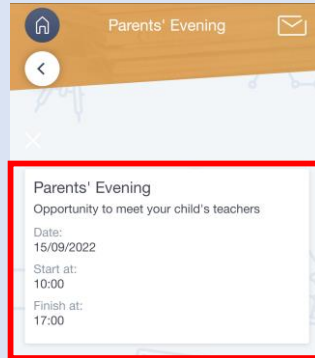 Parents' Evening
Parents' Evening
Opportunity to meet your child's teachers
Date:
15/09/2022
Start at:
10:00
Finish at:
17:00